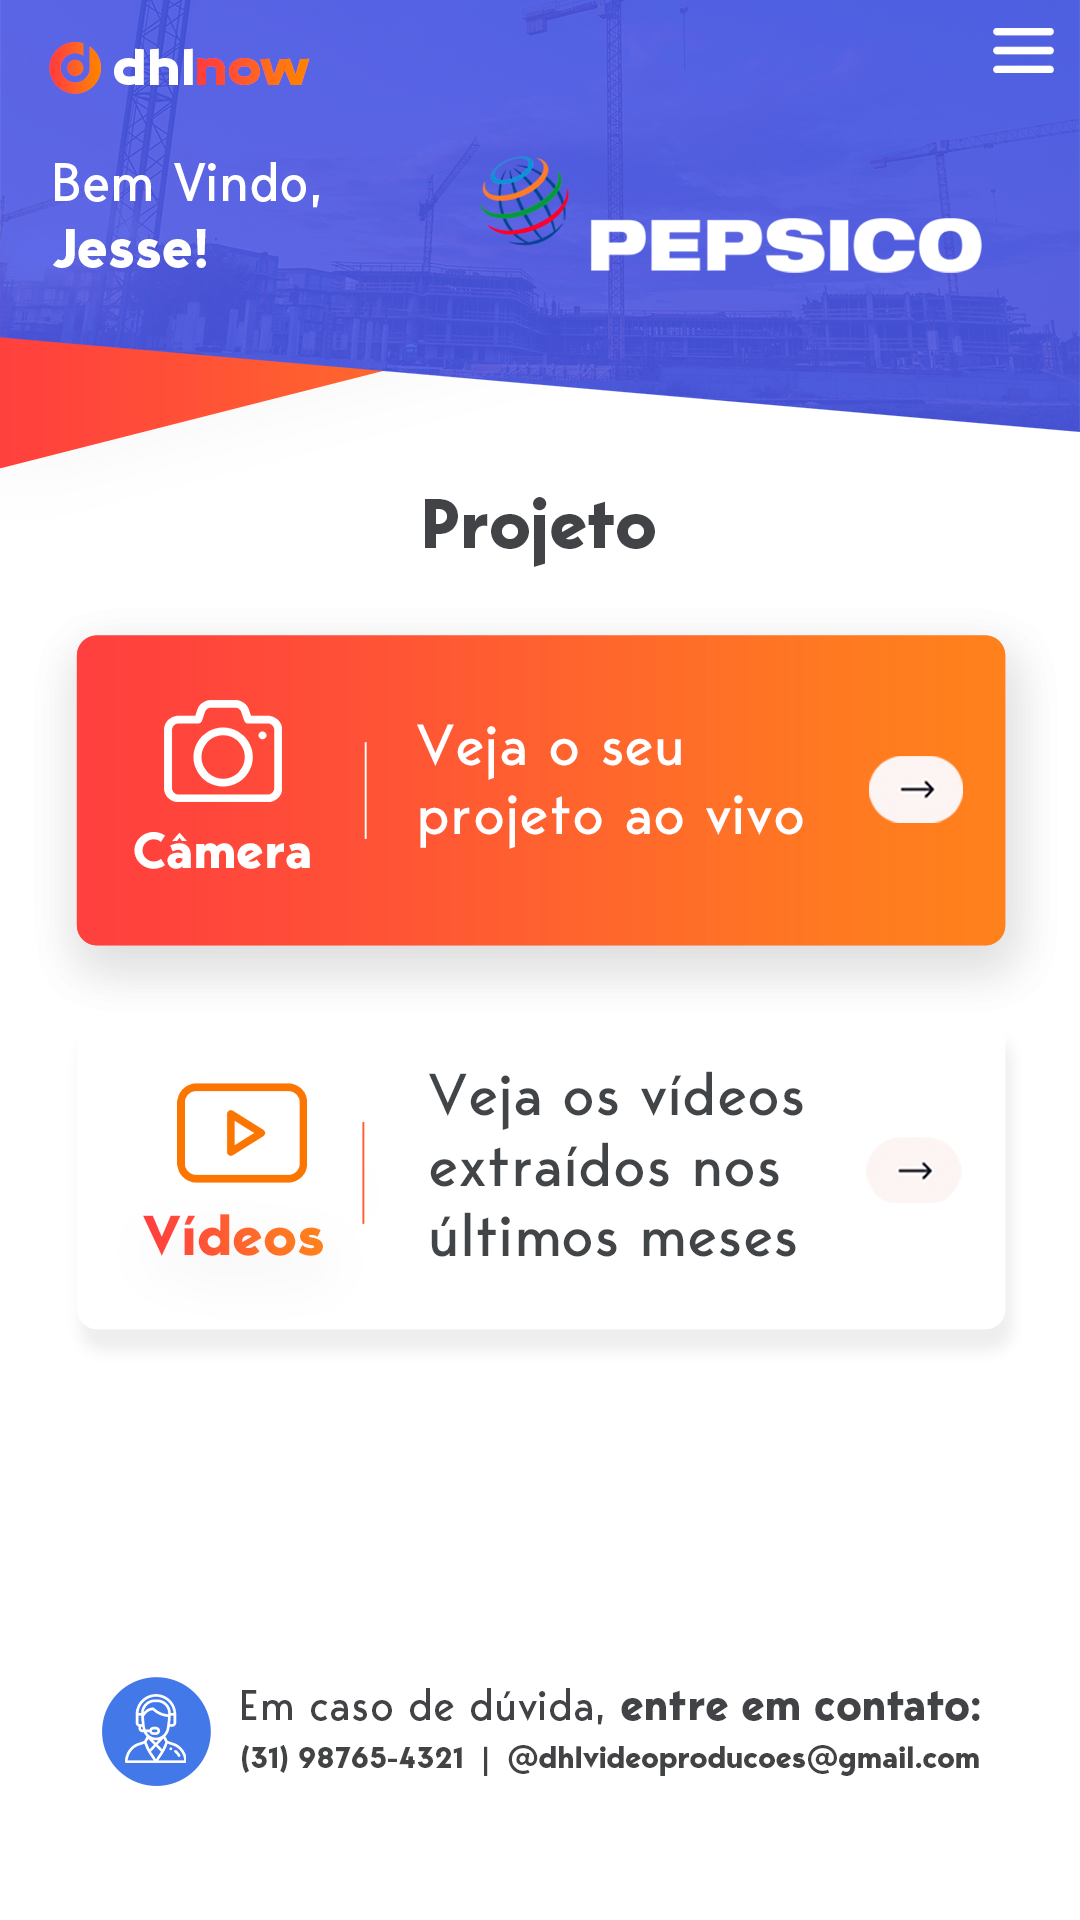 dhlnow
Bem Vindo,
Jesse!
PEPSICO
Projeto
Câmera
Veja o seu
projeto ao vivo
Vídeos
Veja os vídeos
extraídos nos
últimos meses
Em caso de dúvida, entre em contato:
(31) 98765-4321 | @dhlvideoproducoes@gmail.com